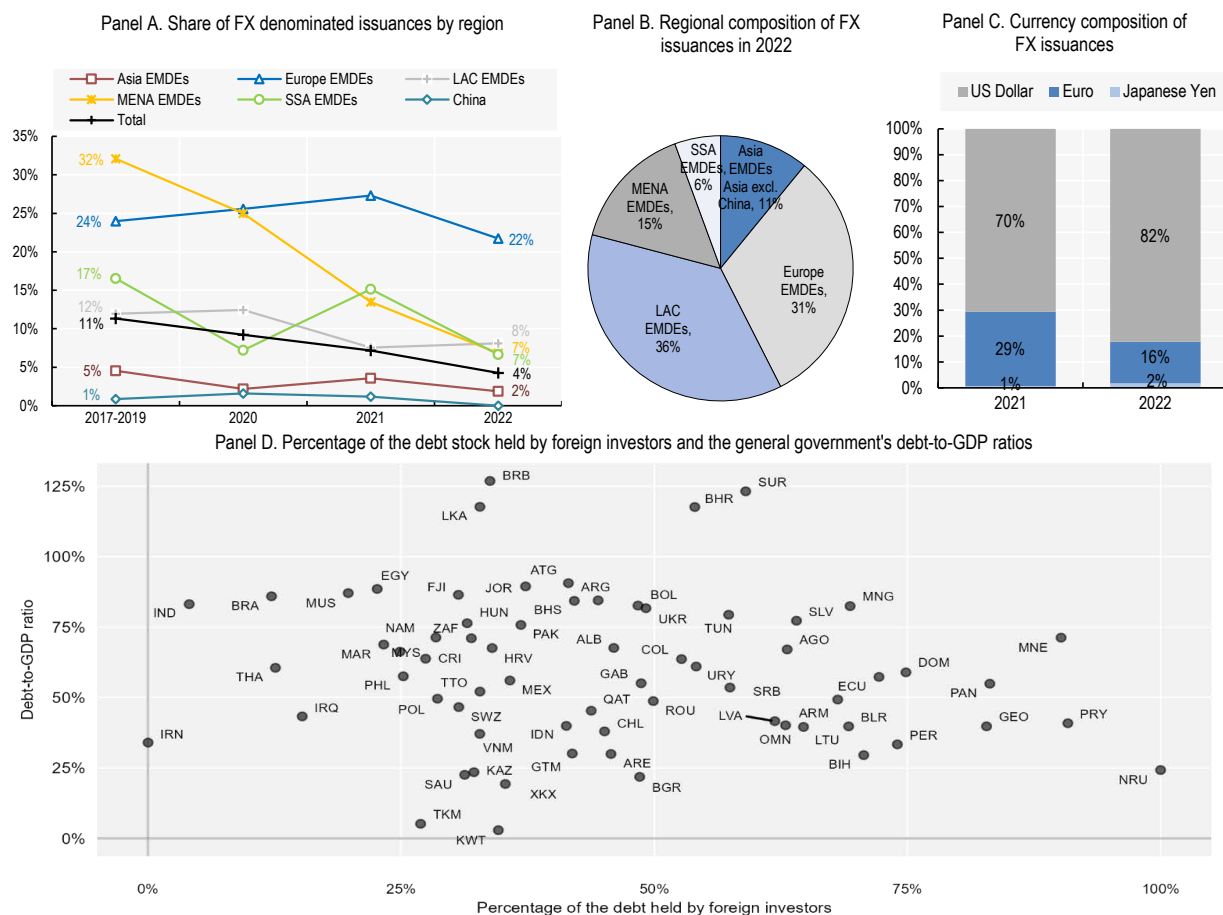 Panel A. Share of FX denominated issuances by region
Asia EMDEs
Europe EMDEs
LAC EMDEs
MENA EMDEs
SSA EMDEs
China
Total
35%
30%
25%
20%
15%
10%
5%
0%
32%
24%
17%
12%
11%
5%
1%
22%
8%
7%
7%
4%
2%
2017-2019
2020
2021
2022
Panel B. Regional composition of FX
issuances in 2022
SSA
EMDEs,
6%
Asia
EMDEs
Asia excl.
China, 11%
MENA
EMDEs,
15%
Europe
EMDEs,
31%
LAC
EMDEs,
36%
Panel C. Currency composition of
FX issuances
US Dollar
Euro
Japanese Yen
100%
90%
80%
70%
60%
50%
40%
30%
20%
10%
0%
70%
29%
1%
82%
16%
2%
2021
2022
Panel D. Percentage of the debt stock held by foreign investors and the general government's debt-to-GDP ratios
Debt-to-GDP ratio
125%
100%
75%
50%
25%
0%
BRB
LKA
BHR
SUR
IND
BRA
MUS
EGY
FJI
JOR
ATG
ARG
BHS
BOL
UKR
TUN
SLV
MNG
NAM
ZAF
HUN
PAK
ALB
AGO
MNE
MAR
MYS
CRI
HRV
COL
THA
PHL
TTO
MEX
GAB
URY
SRB
ECU
DOM
PAN
IRQ
POL
SWZ
QAT
ROU
LVA
ARM
BLR
GEO
PRY
IRN
VNM
IDN
CHL
OMN
LTU
PER
BIH
SAU
KAZ
GTM
ARE
BGR
XKX
NRU
TKM
KWT
0%
25%
50%
75%
100%
Percentage of the debt held by foreign investors